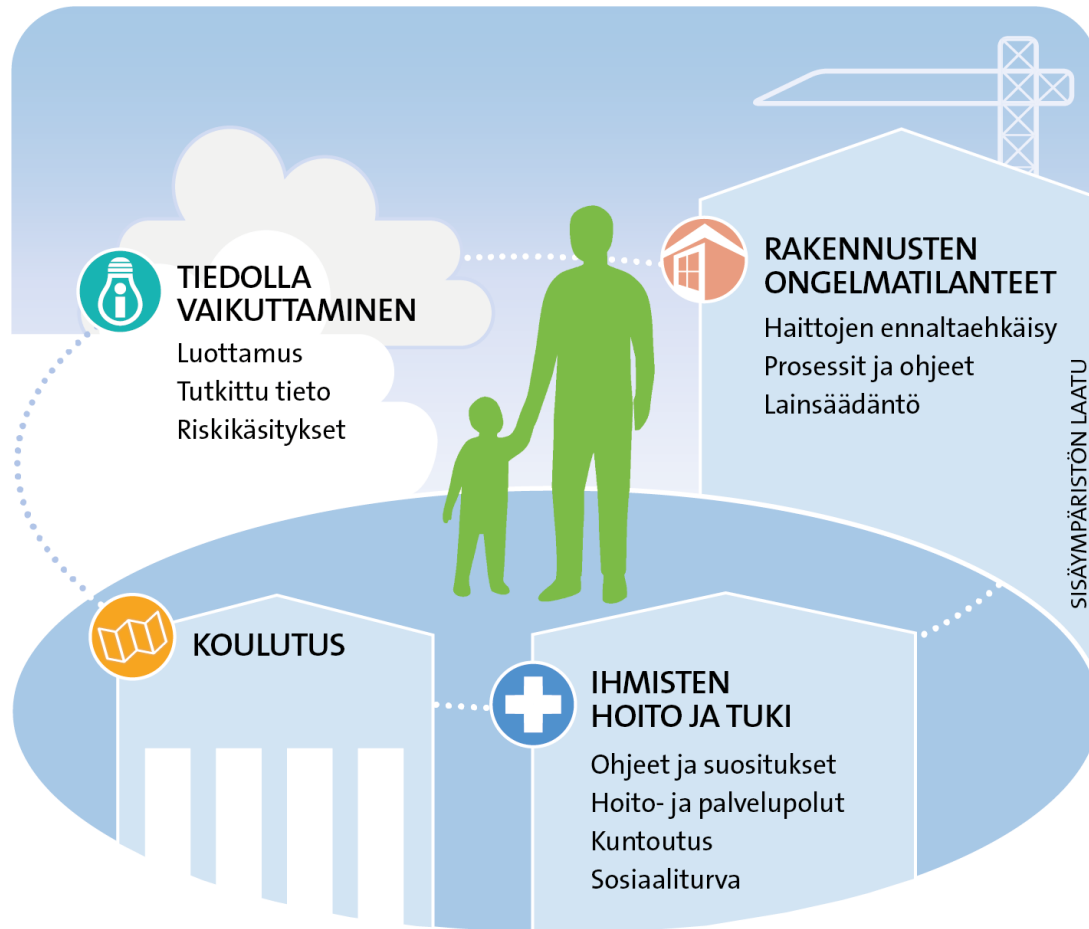 TIEDOLLA
VAIKUTTAMINEN
Luottamus
Tutkittu tieto
Riskikäsitykset
RAKENNUSTEN
ONGELMATILANTEET
Haittojen ennaltaehkäisy
Prosessit ja ohjeet
Lainsäädäntö
SISÄYMPÄRISTÖN LAATU
KOULUTUS
IHMISTEN
HOITO JA TUKI
Ohjeet ja suositukset
Hoito- ja palvelupolut
Kuntoutus
Sosiaaliturva